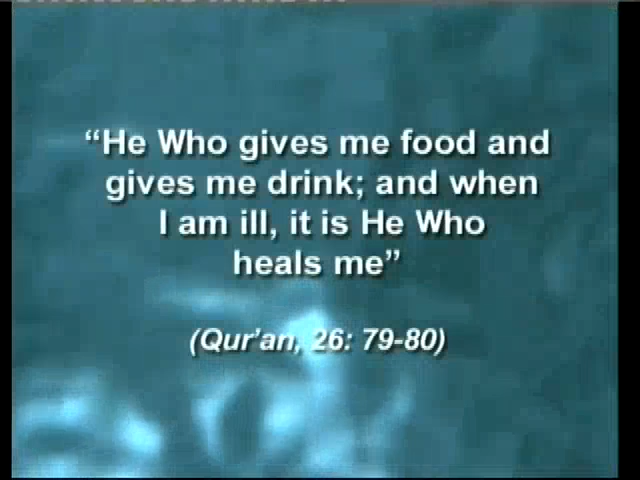 “He Who gives me food and
gives me drink; and when
I am ill, it is He Who
heals me”
(Qur’an, 26: 79-80)